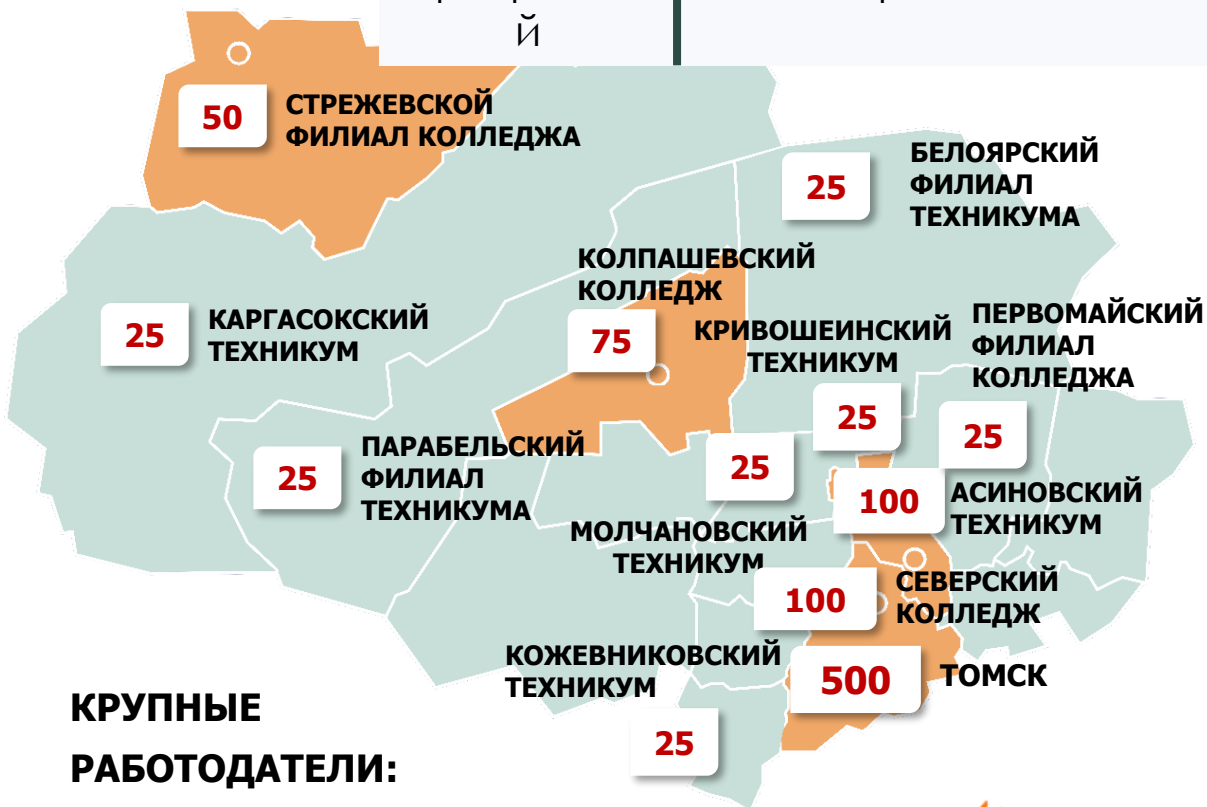 Й
50
СТРЕЖЕВСКОЙ
ФИЛИАЛ КОЛЛЕДЖА
25
БЕЛОЯРСКИЙ
ФИЛИАЛ
ТЕХНИКУМА
КОЛПАШЕВСКИЙ
КОЛЛЕДЖ
75
25
КАРГАСОКСКИЙ
ТЕХНИКУМ
КРИВОШЕИНСКИЙ
ТЕХНИКУМ
25
ПЕРВОМАЙСКИЙ
ФИЛИАЛ
КОЛЛЕДЖА
25
25
ПАРАБЕЛЬСКИЙ
ФИЛИАЛ
ТЕХНИКУМА
25
МОЛЧАНОВСКИЙ
ТЕХНИКУМ
100
АСИНОВСКИЙ
ТЕХНИКУМ
100
СЕВЕРСКИЙ
КОЛЛЕДЖ
КОЖЕВНИКОВСКИЙ
ТЕХНИКУМ
25
500
ТОМСК
КРУПНЫЕ
РАБОТОДАТЕЛИ: